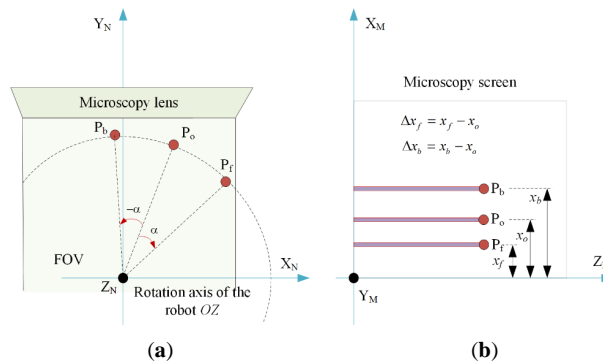 Y_N
Microscopy lens
P_b
P_o
P_f
−α
α
FOV
X_N
Z_N
Rotation axis of the
robot OZ
(a)
X_M
Microscopy screen
Δx_f = x_f − x_o
Δx_b = x_b − x_o
P_b
x_b
P_o
x_o
P_f
x_f
Y_M
(b)